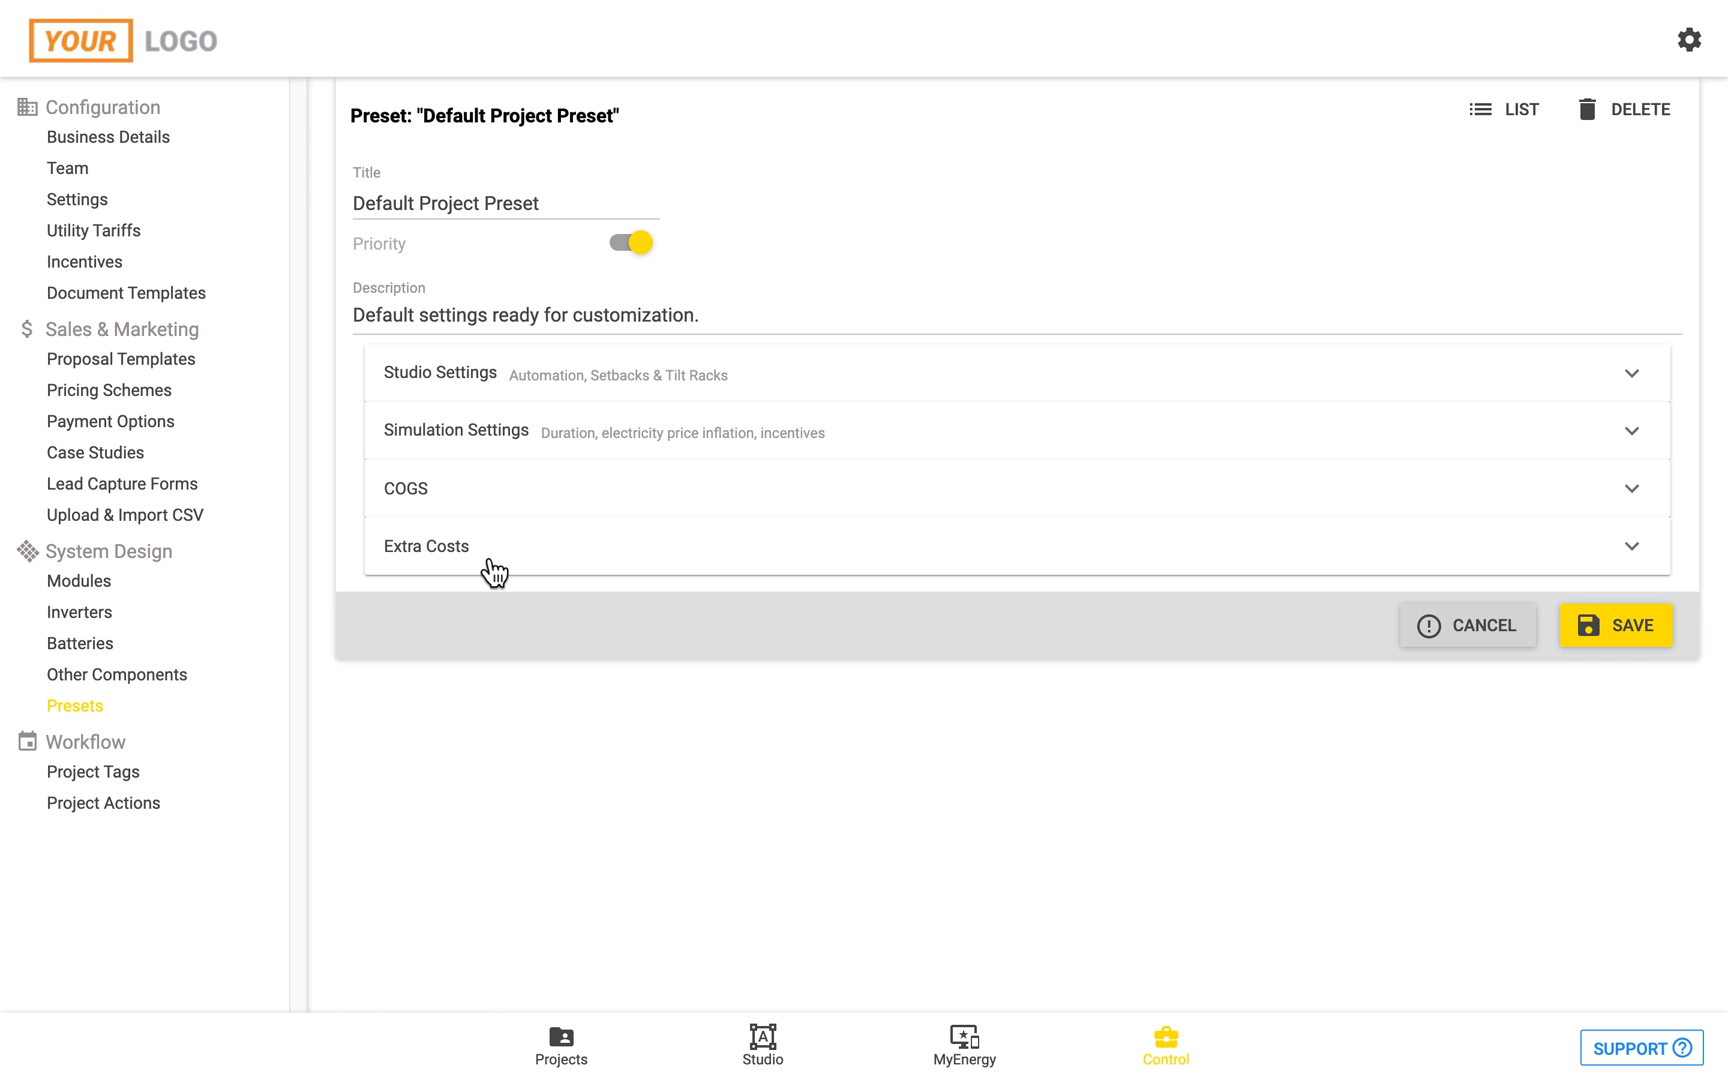 YOUR LOGO
Configuration
Business Details
Team
Settings
Utility Tariffs
Incentives
Document Templates
Sales & Marketing
Proposal Templates
Pricing Schemes
Payment Options
Case Studies
Lead Capture Forms
Upload & Import CSV
System Design
Modules
Inverters
Batteries
Other Components
Presets
Workflow
Project Tags
Project Actions
Preset: "Default Project Preset"
LIST
DELETE
Title
Default Project Preset
Priority
Description
Default settings ready for customization.
Studio Settings Automation, Setbacks & Tilt Racks
Simulation Settings Duration, electricity price inflation, incentives
COGS
Extra Costs
CANCEL
SAVE
Projects
Studio
MyEnergy
Control
SUPPORT